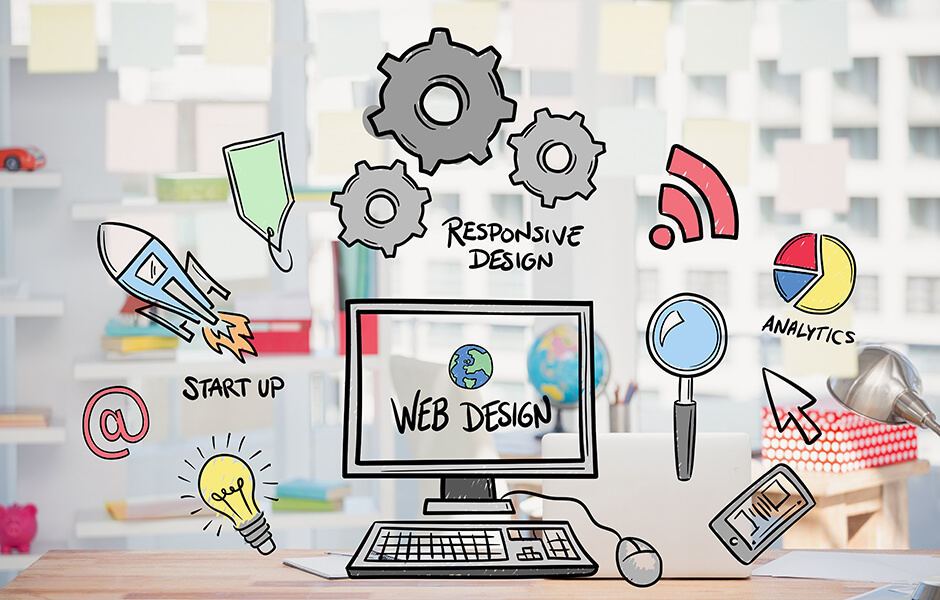 RESPONSIVE
DESIGN
ANALYTICS
START UP
@
WEB DESIGN